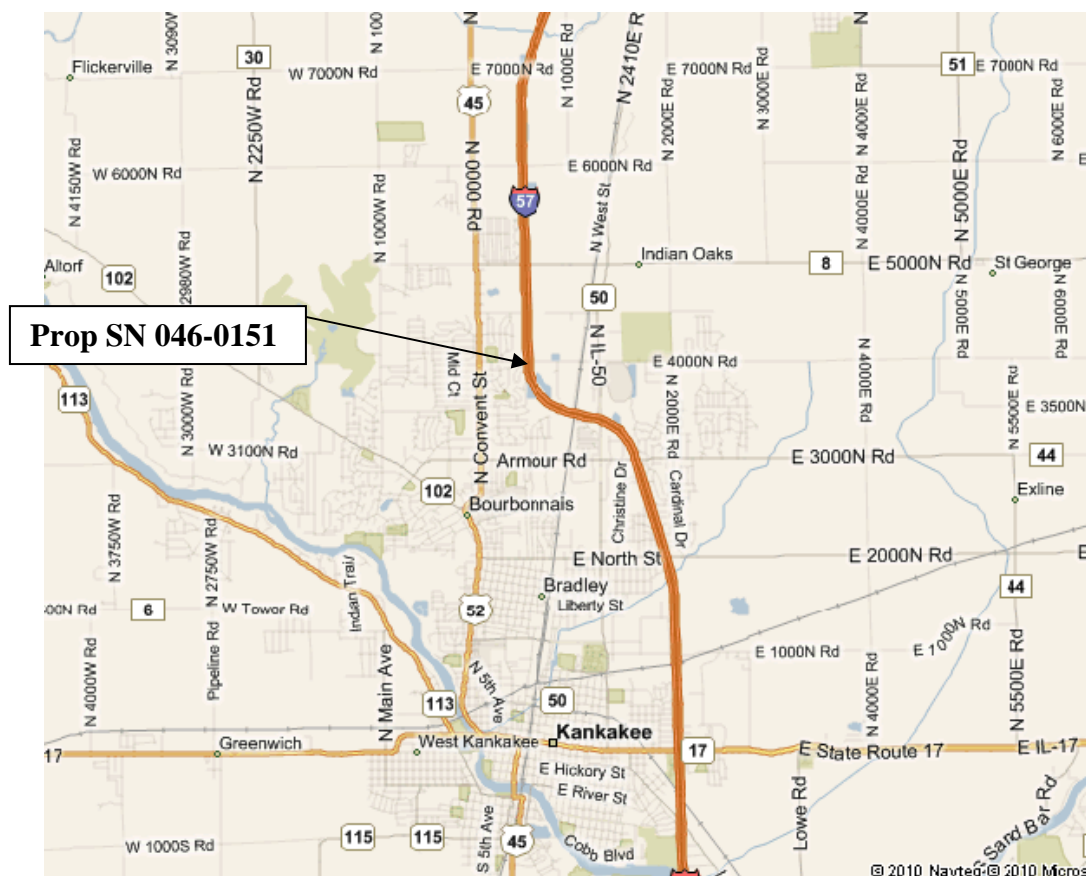 N 3090W
N 100
N
N
30
Flickerville
W 7000N Rd
E 7000N Rd
N 1000E Rd
N 2410E R
E 7000N Rd
N 3000E Rd
51
E 7000N Rd
N 6000E Rd
45
N 2250W Rd
N 2000E Rd
N 4000E Rd
N 4150W Rd
W 6000N Rd
E 6000N Rd
N 5000E Rd
N 1000W Rd
N 0000 Rd
57
N West St
N 4000E Rd
Altorf
102
2980W Rd
Indian Oaks
8
E 5000N Rd
St George
50
N 5000E Rd
N 6000E Rd
Prop SN 046-0151
N IL-50
Mid Ct
E 4000N Rd
N 4000E Rd
113
N 3000W Rd
N Convent St
N 2000E Rd
N 5500E Rd
E 3500N
W 3100N Rd
Armour Rd
E 3000N Rd
44
102
Christine Dr
Cardinal Dr
Exline
Bourbonnais
N 3750W Rd
N 2750W Rd
E North St
E 2000N Rd
E
Indian Trail
Bradley
Liberty St
44
00N Rd
6
W Towor Rd
52
E 1000N Rd
E 1000N Rd
N 4000W Rd
Pipeline Rd
N Main Ave
N 5th Ave
N 4000E Rd
N 5500E Rd
113
50
Kankakee
17
Greenwich
West Kankakee
17
E State Route 17
E IL-17
E Hickory St
E River St
Lowe Rd
W 1000S Rd
115
115
S 5th Ave
45
Cobb Blvd
S Sand Bar Rd
© 2010 Navteq © 2010 Micros